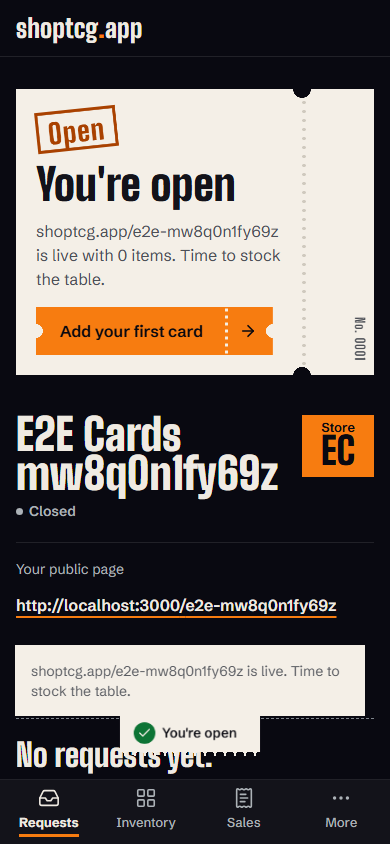 shoptcg.app
Open
You're open
shoptcg.app/e2e-mw8q0n1fy69z
is live with 0 items. Time to stock
the table.
Add your first card
No. 0001
E2E Cards
mw8q0n1fy69z
Store
EC
Closed
Your public page
http://localhost:3000/e2e-mw8q0n1fy69z
shoptcg.app/e2e-mw8q0n1fy69z is live. Time to
stock the table.
You're open
No requests yet.
Requests
Inventory
Sales
More